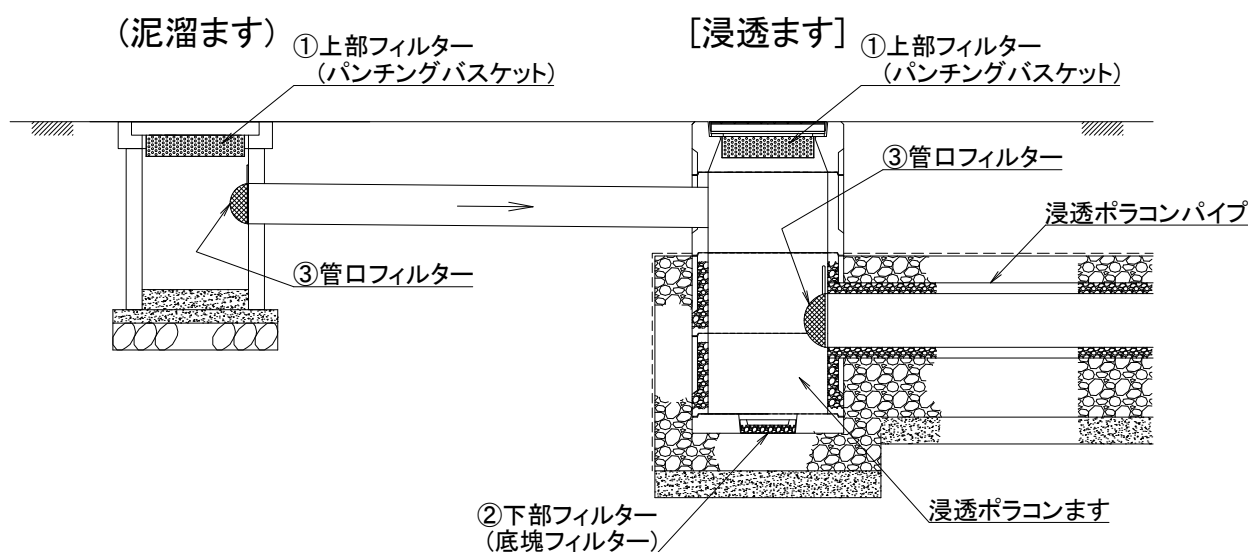 (泥溜ます)
①上部フィルター
(パンチングバスケット)
③管口フィルター
[浸透ます]
①上部フィルター
(パンチングバスケット)
③管口フィルター
浸透ポラコンパイプ
浸透ポラコンます
②下部フィルター
(底塊フィルター)